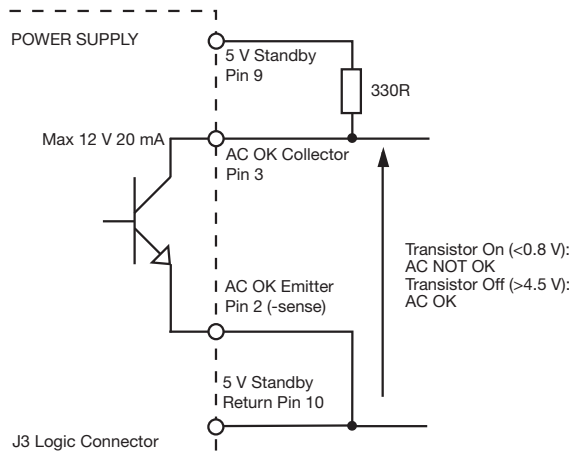 POWER SUPPLY
5 V Standby
Pin 9
330R
Max 12 V 20 mA
AC OK Collector
Pin 3
Transistor On (<0.8 V):
AC NOT OK
Transistor Off (>4.5 V):
AC OK
AC OK Emitter
Pin 2 (-sense)
5 V Standby
Return Pin 10
J3 Logic Connector